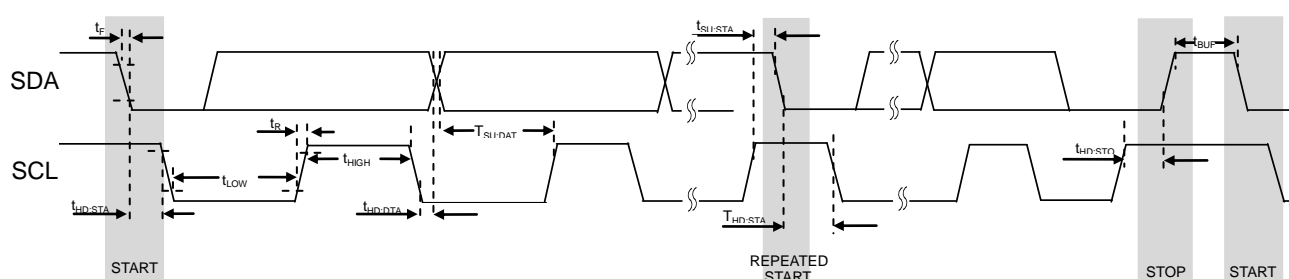 tF
tSU:STA
tBUF
SDA
tR
TSU:DAT
SCL
tHIGH
tLOW
tHD:STO
tHD:STA
tHD:DTA
THD:STA
START
REPEATED
START
STOP
START